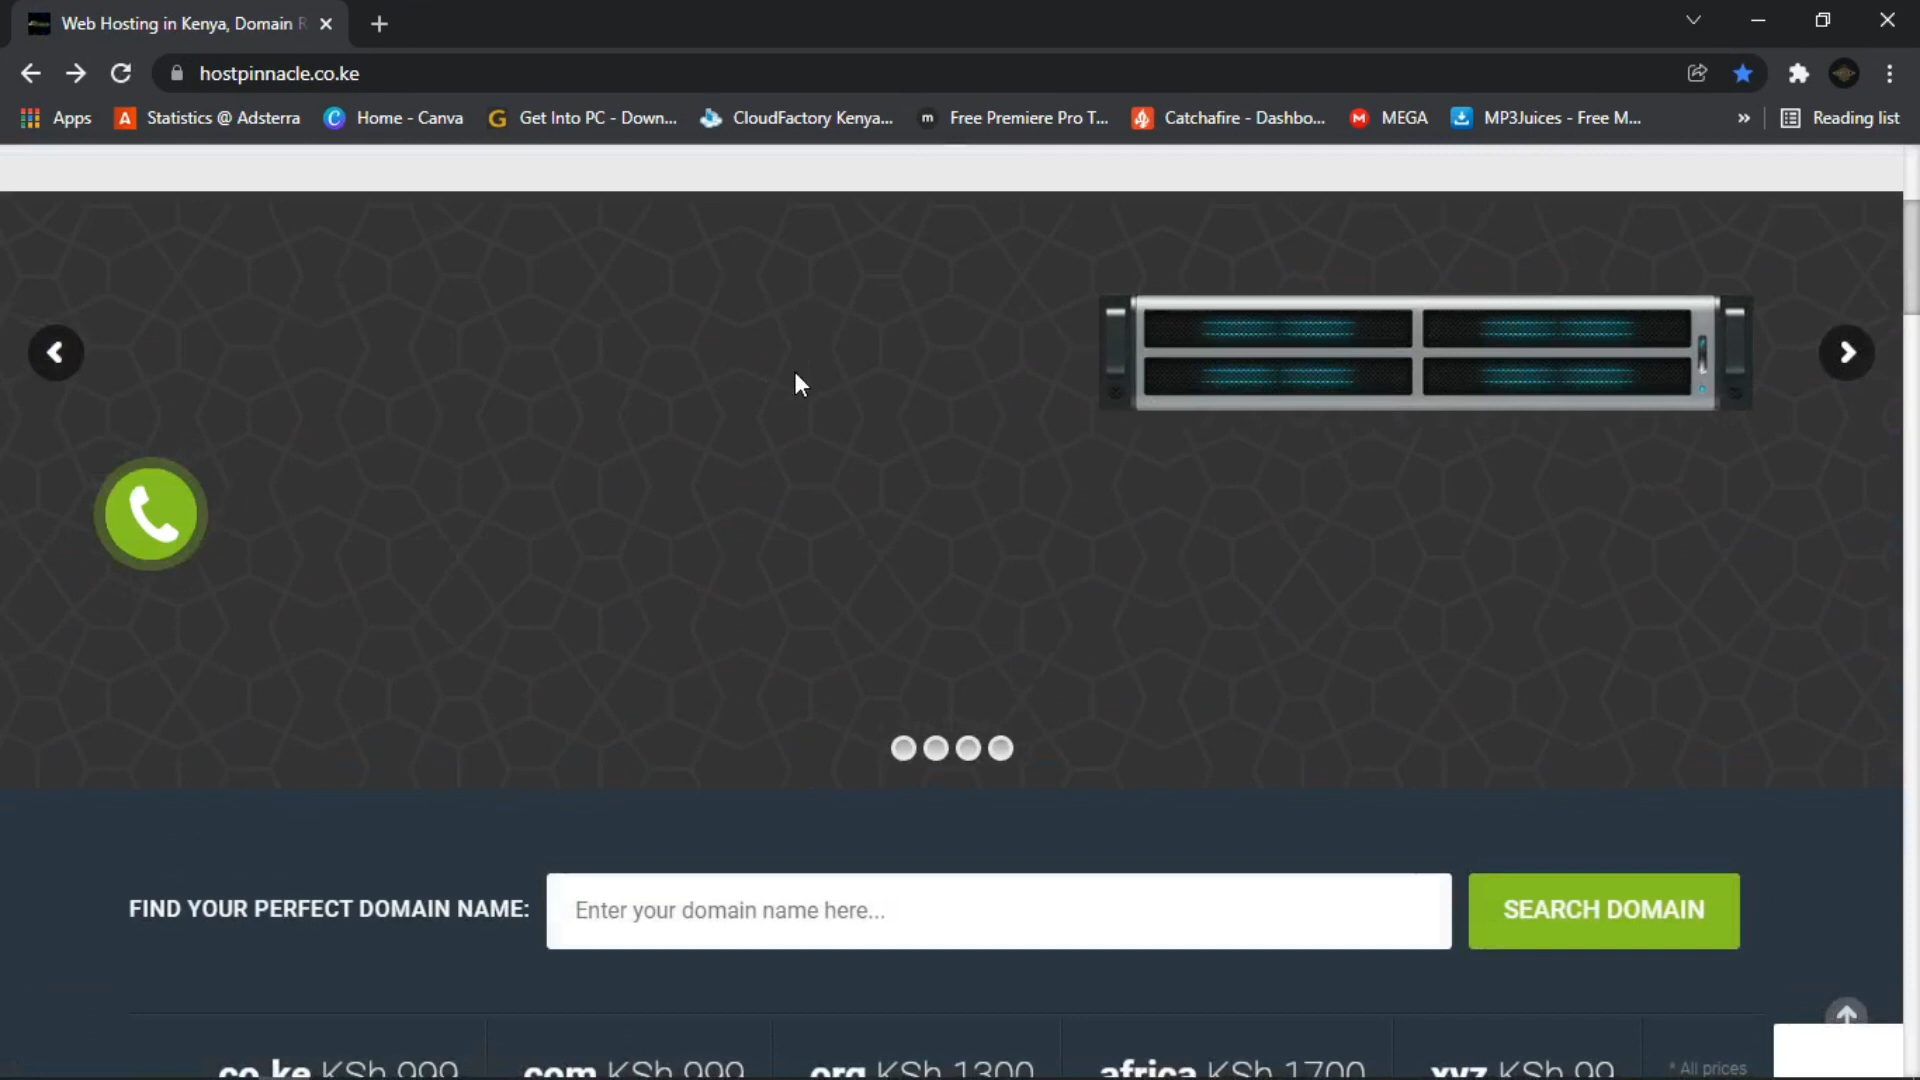 Web Hosting in Kenya, Domain R
hostpinnacle.co.ke
Apps
Statistics @ Adsterra
Home - Canva
Get Into PC - Down...
CloudFactory Kenya...
Free Premiere Pro T...
Catchafire - Dashbo...
MEGA
MP3Juices - Free M...
»
Reading list
FIND YOUR PERFECT DOMAIN NAME:
Enter your domain name here...
SEARCH DOMAIN
co.ke KSh 999
com KSh 999
org KSh 1300
africa KSh 1700
xyz KSh 99
* All prices